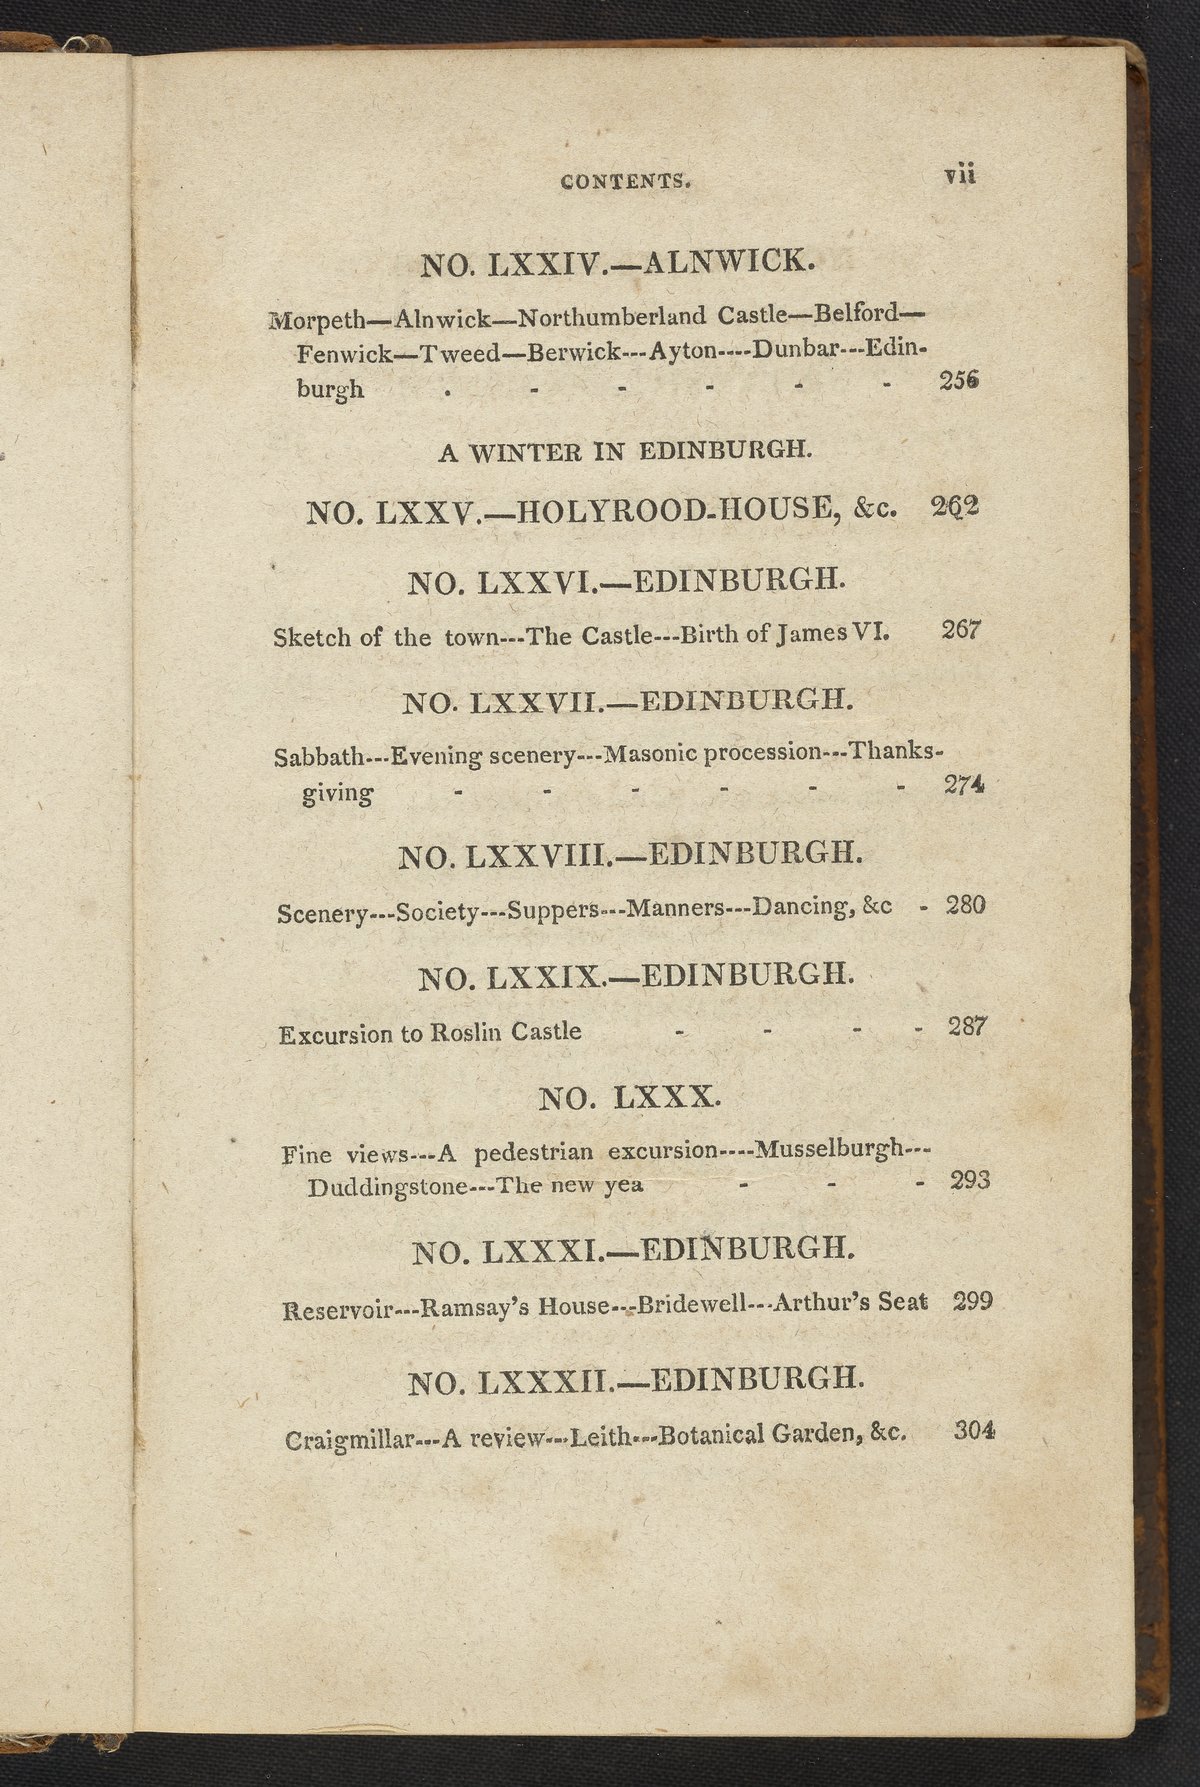 CONTENTS. vii
NO. LXXIV.—ALNWICK.
Morpeth—Alnwick—Northumberland Castle—Belford—
Fenwick—Tweed—Berwick---Ayton----Dunbar---Edin-
burgh . - - - - - 256
A WINTER IN EDINBURGH.
NO. LXXV.—HOLYROOD-HOUSE, &c. 262
NO. LXXVI.—EDINBURGH.
Sketch of the town---The Castle---Birth of James VI. 267
NO. LXXVII.—EDINBURGH.
Sabbath---Evening scenery---Masonic procession---Thanks-
giving - - - - - - 274
NO. LXXVIII.—EDINBURGH.
Scenery---Society---Suppers---Manners---Dancing, &c - 280
NO. LXXIX.—EDINBURGH.
Excursion to Roslin Castle - - - - 287
NO. LXXX.
Fine views---A pedestrian excursion----Musselburgh---
Duddingstone---The new yea - - - 293
NO. LXXXI.—EDINBURGH.
Reservoir---Ramsay's House---Bridewell---Arthur's Seat 299
NO. LXXXII.—EDINBURGH.
Craigmillar---A review---Leith---Botanical Garden, &c. 304